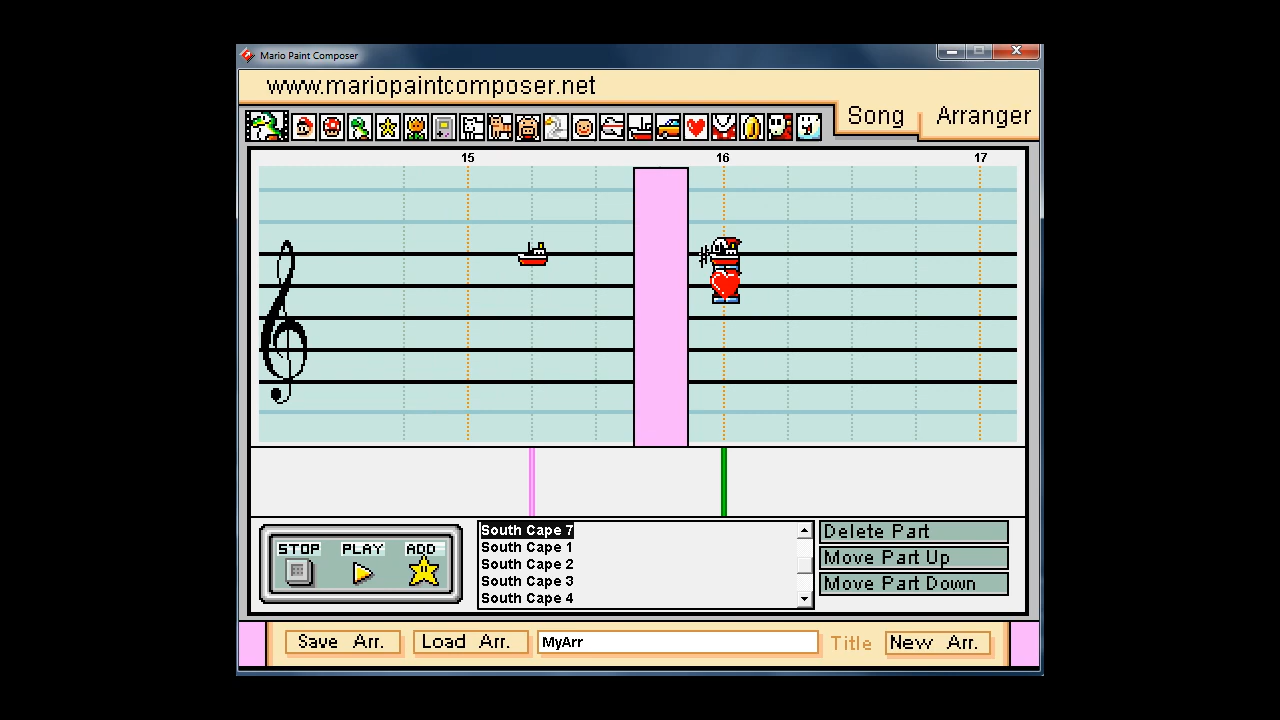 Mario Paint Composer
www.mariopaintcomposer.net
Song
Arranger
15
16
17
STOP
PLAY
ADD
South Cape 7
South Cape 1
South Cape 2
South Cape 3
South Cape 4
Delete Part
Move Part Up
Move Part Down
Save Arr.
Load Arr.
MyArr
Title
New Arr.